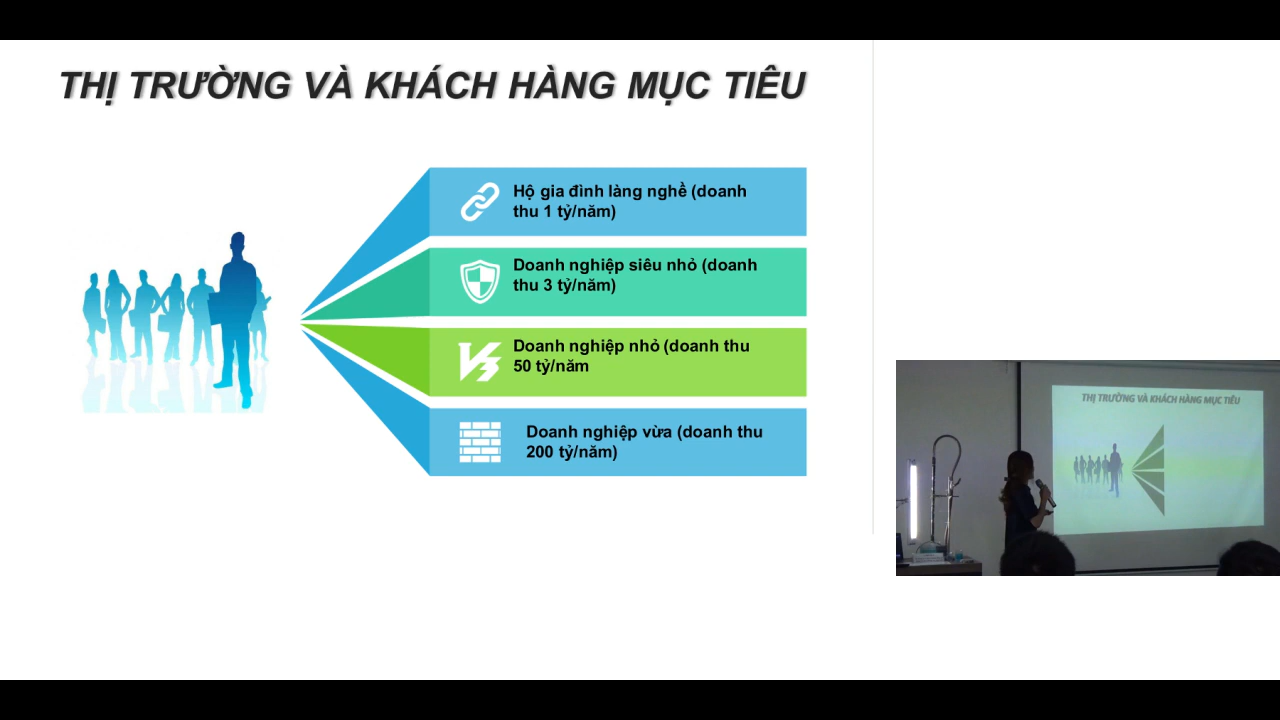 THỊ TRƯỜNG VÀ KHÁCH HÀNG MỤC TIÊU
Hộ gia đình làng nghề (doanh
thu 1 tỷ/năm)
Doanh nghiệp siêu nhỏ (doanh
thu 3 tỷ/năm)
Doanh nghiệp nhỏ (doanh thu
50 tỷ/năm
Doanh nghiệp vừa (doanh thu
200 tỷ/năm)
THỊ TRƯỜNG VÀ KHÁCH HÀNG MỤC TIÊU